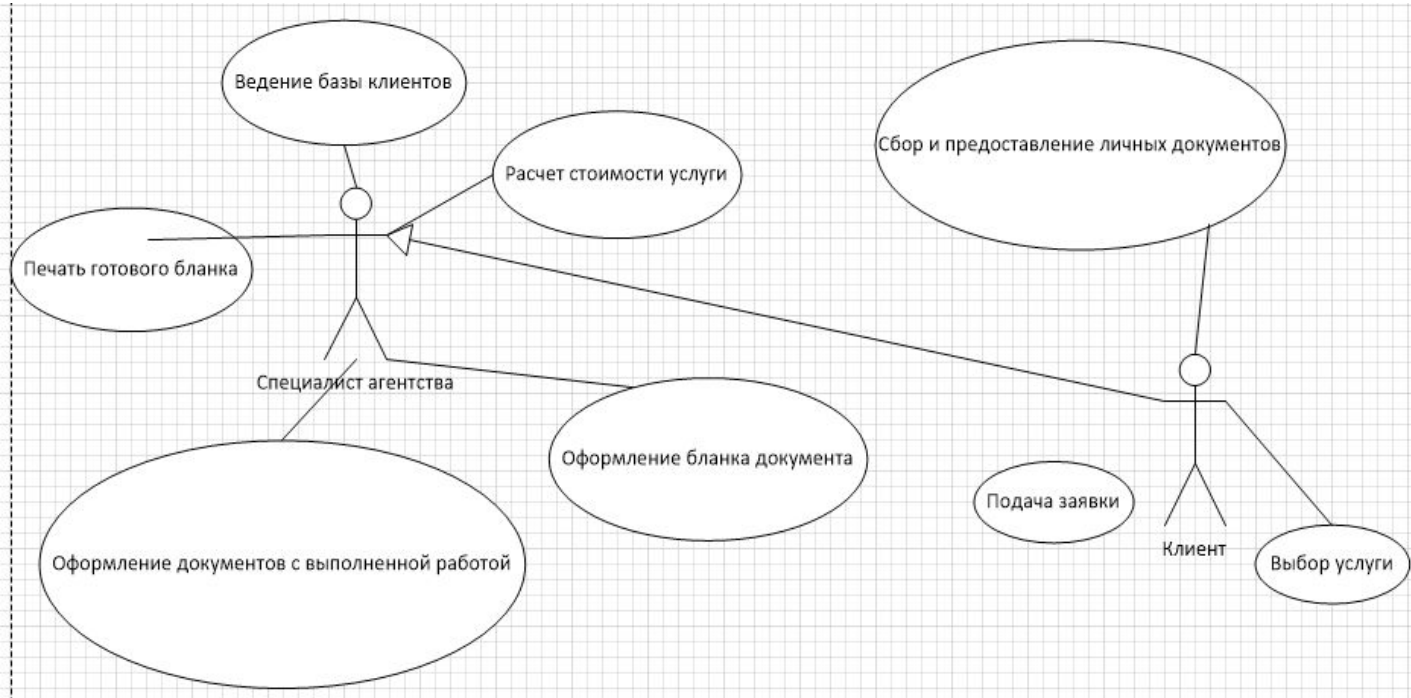 Ведение базы клиентов
Сбор и предоставление личных документов
Расчет стоимости услуги
Печать готового бланка
Специалист агентства
Оформление бланка документа
Подача заявки
Клиент
Оформление документов с выполненной работой
Выбор услуги